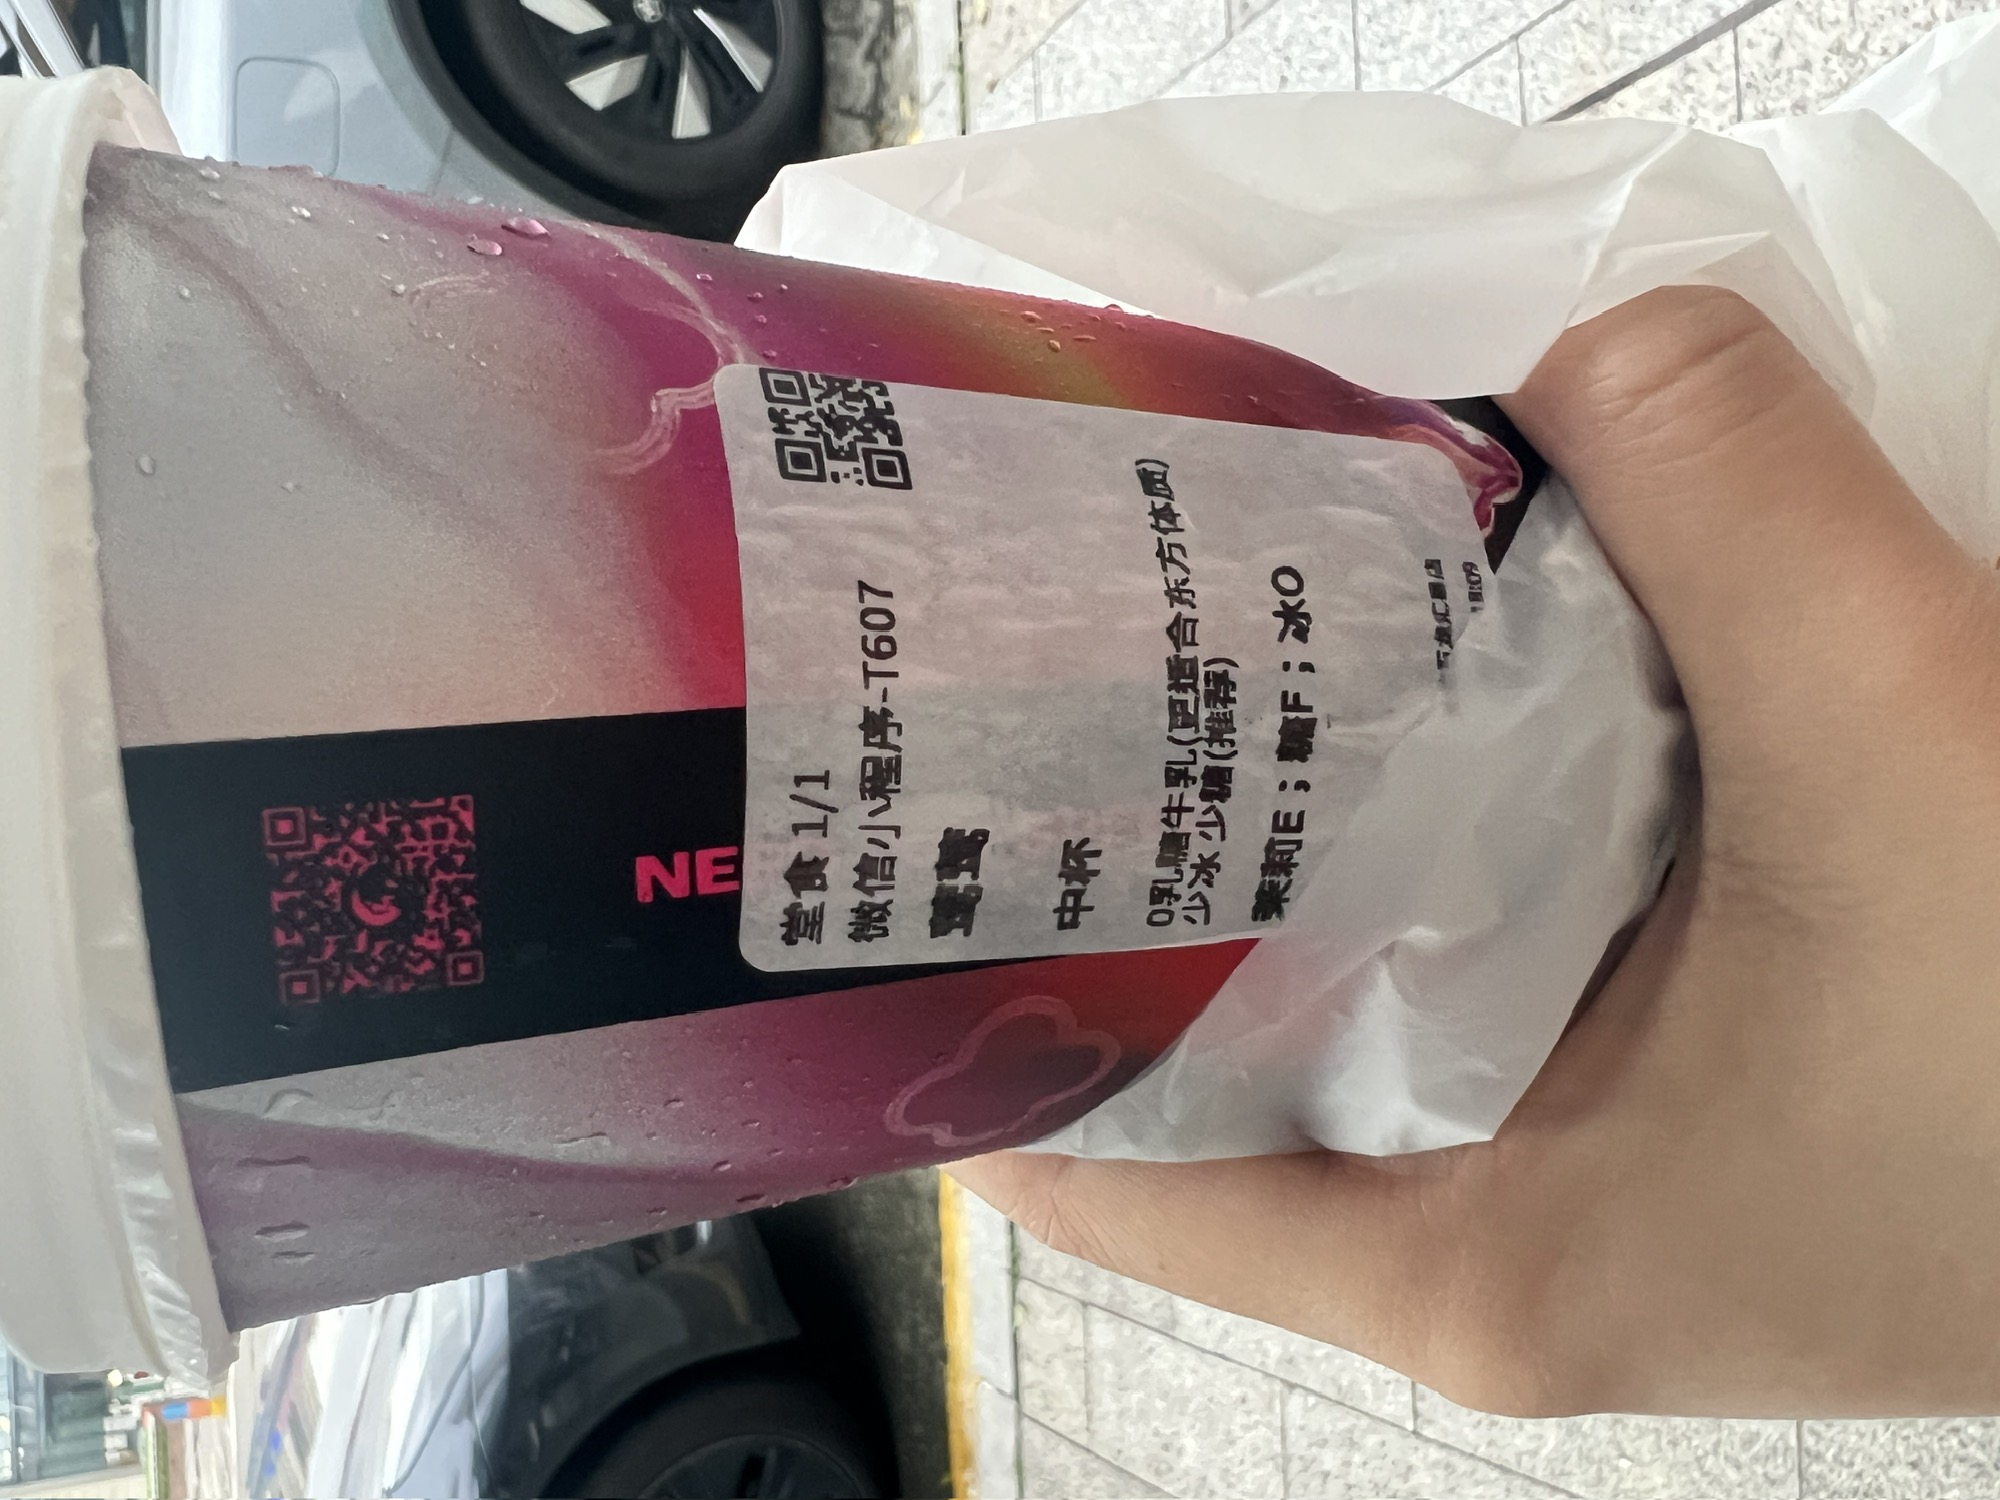 NE
堂食 1/1
微信小程序-T607
中杯
0乳糖牛乳(更适合东方体质)
少冰 少糖(推荐)
茉莉E；糖F；冰O